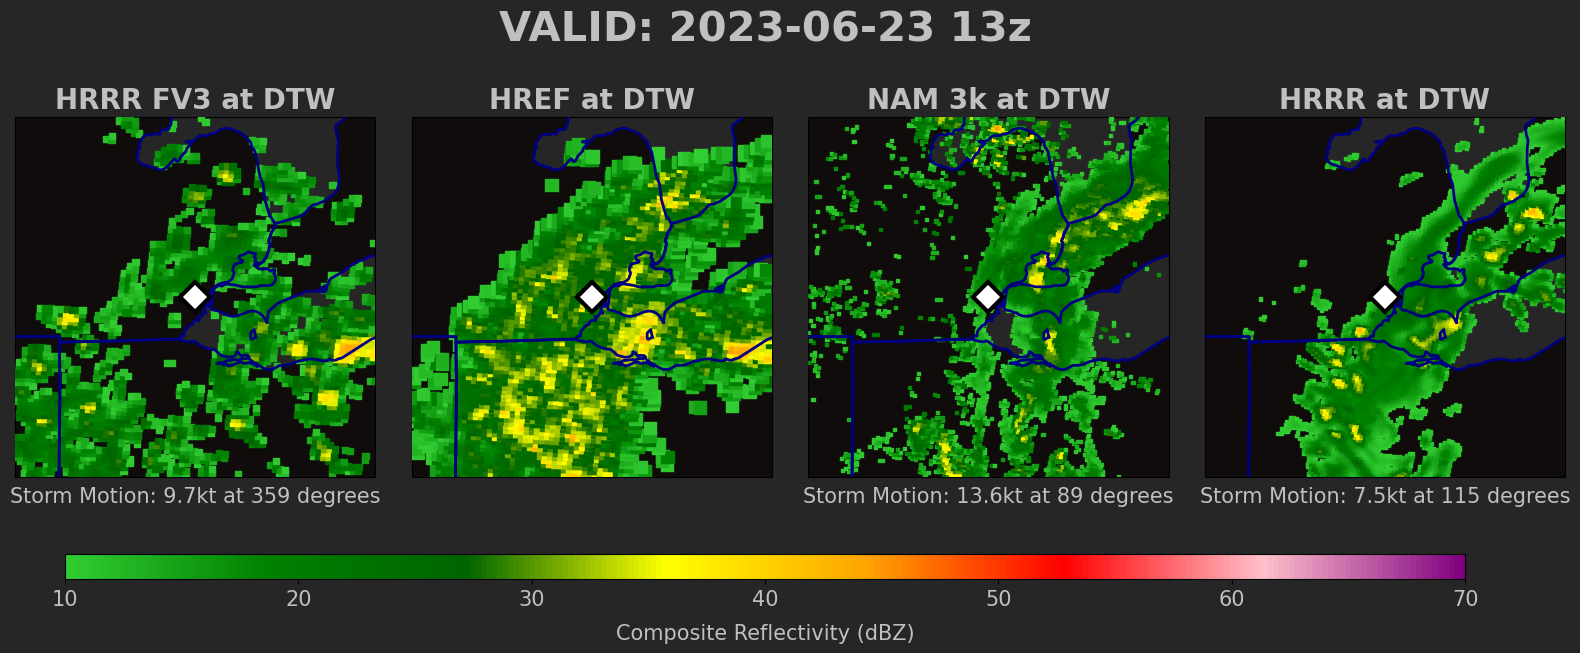 VALID: 2023-06-23 13z
HRRR FV3 at DTW
HREF at DTW
NAM 3k at DTW
HRRR at DTW
Storm Motion: 9.7kt at 359 degrees
Storm Motion: 13.6kt at 89 degrees
Storm Motion: 7.5kt at 115 degrees
10 20 30 40 50 60 70
Composite Reflectivity (dBZ)